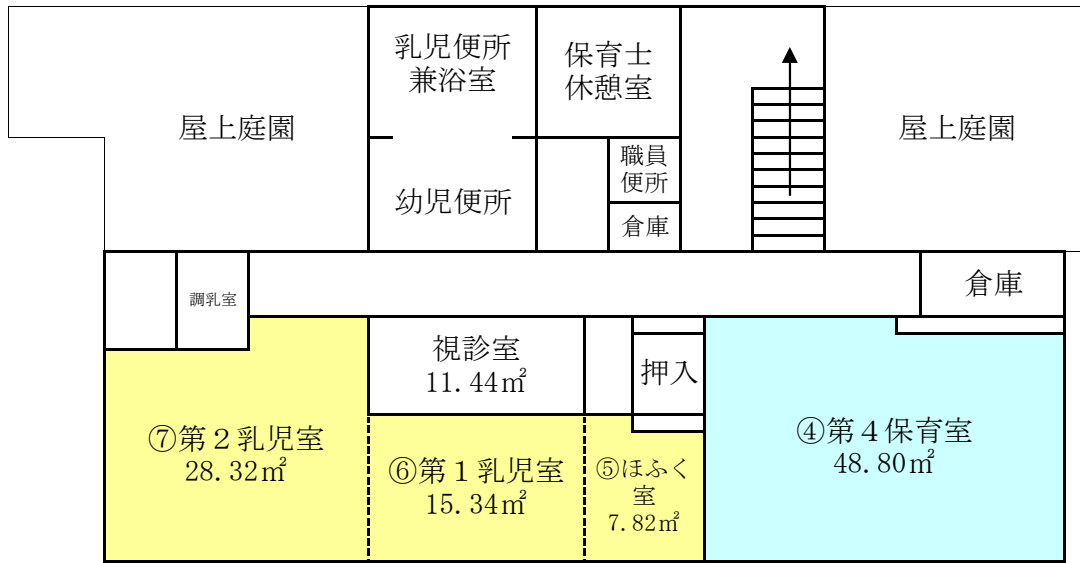 乳児便所
兼浴室
保育士
休憩室
屋上庭園
屋上庭園
職員
便所
幼児便所
倉庫
調乳室
倉庫
視診室
11.44㎡
押入
⑦第２乳児室
28.32㎡
⑥第１乳児室
15.34㎡
⑤ほふく
室
7.82㎡
④第４保育室
48.80㎡